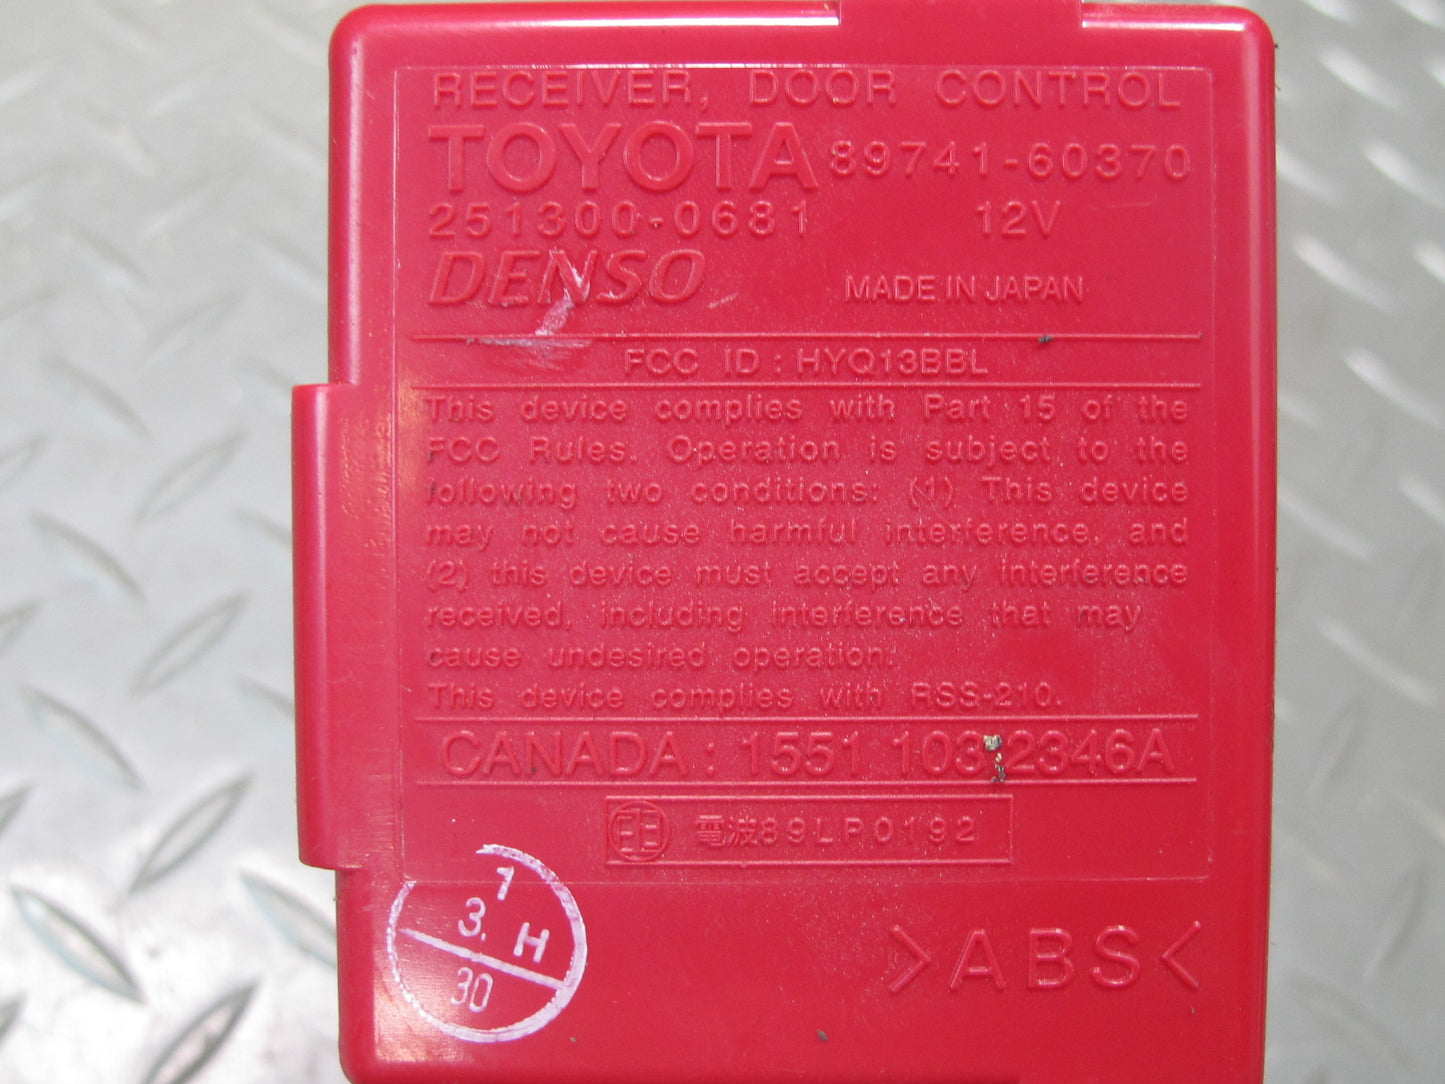 RECEIVER, DOOR CONTROL
TOYOTA 89741-60370
251300-0681 12V
DENSO MADE IN JAPAN
FCC ID : HYQ13BBL
This device complies with Part 15 of the
FCC Rules. Operation is subject to the
following two conditions: (1) This device
may not cause harmful interference, and
(2) this device must accept any interference
received, including interference that may
cause undesired operation.
This device complies with RSS-210.
CANADA : 1551 103 2346A
電波89LP0192
1
3. H
30
>ABS<